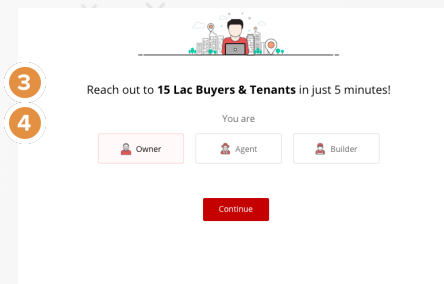 3
Reach out to 15 Lac Buyers & Tenants in just 5 minutes!
4
You are
Owner Agent Builder
Continue